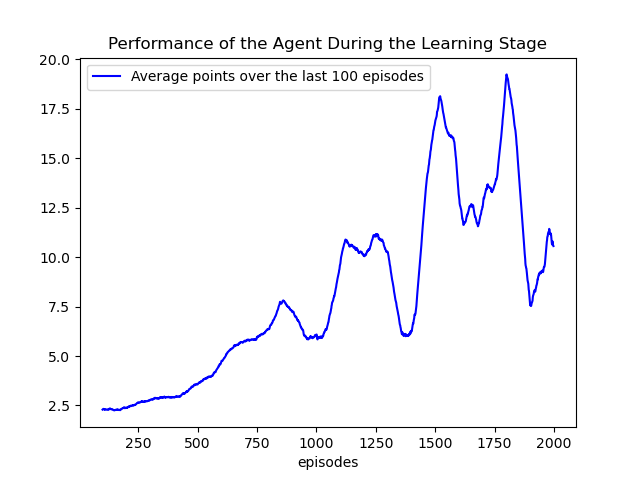 Performance of the Agent During the Learning Stage
Average points over the last 100 episodes
20.0
17.5
15.0
12.5
10.0
7.5
5.0
2.5
250 500 750 1000 1250 1500 1750 2000
episodes